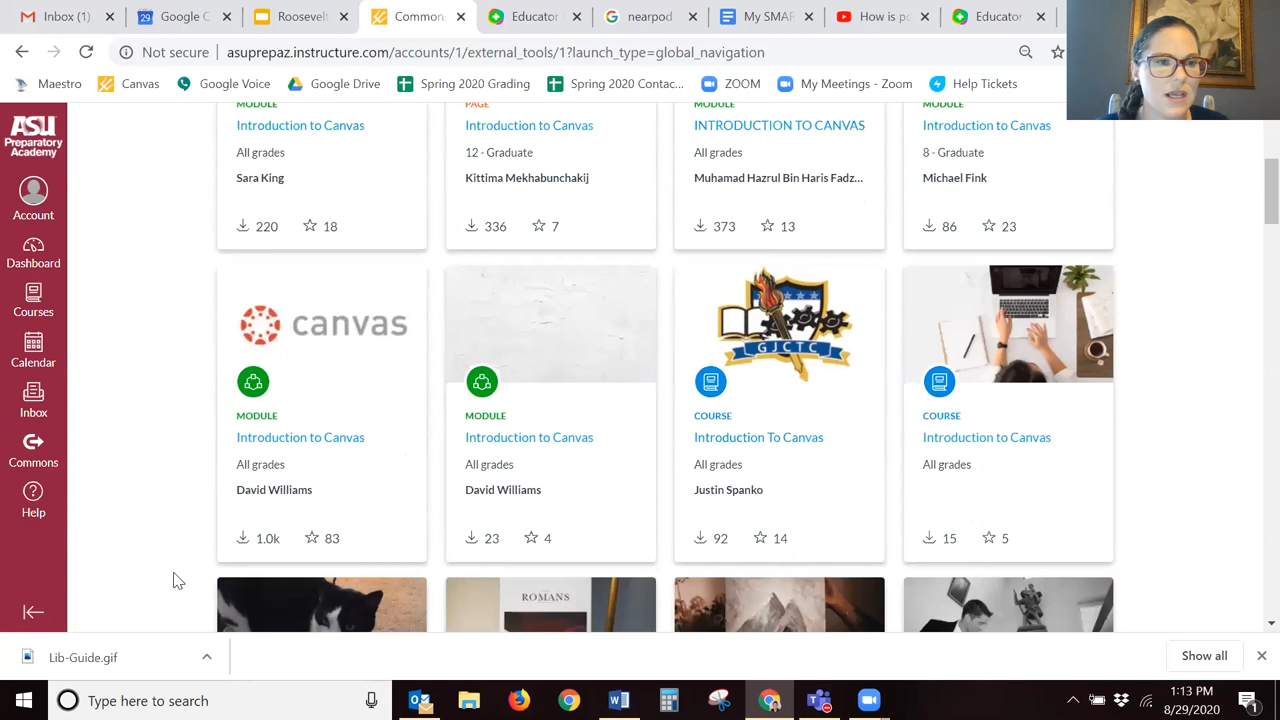 Inbox
Google C
Roosevel
Common
Educator
nearpod
My SMAR
How is po
Educator
Not secure
asuprepaz.instructure.com/accounts/1/external_tools/1?launch_type=global_navigation
Maestro
Canvas
Google Voice
Google Drive
Spring 2020 Grading
Spring 2020 Contac...
ZOOM
My Meetings - Zoom
Help Tickets
ASU
Preparatory
Academy
Account
Dashboard
Courses
Calendar
Inbox
Commons
Help
MODULE
Introduction to Canvas
All grades
Sara King
220 18
PAGE
Introduction to Canvas
12 - Graduate
Kittima Mekhabunchakij
336 7
MODULE
INTRODUCTION TO CANVAS
All grades
Muhamad Hazrul Bin Haris Fadz...
373 13
MODULE
Introduction to Canvas
8 - Graduate
Michael Fink
86 23
canvas
MODULE
Introduction to Canvas
All grades
David Williams
1.0k 83
MODULE
Introduction to Canvas
All grades
David Williams
23 4
GJCTC
COURSE
Introduction To Canvas
All grades
Justin Spanko
92 14
COURSE
Introduction to Canvas
All grades
15 5
ROMANS
Lib-Guide.gif
Show all
Type here to search
1:13 PM
8/29/2020
1